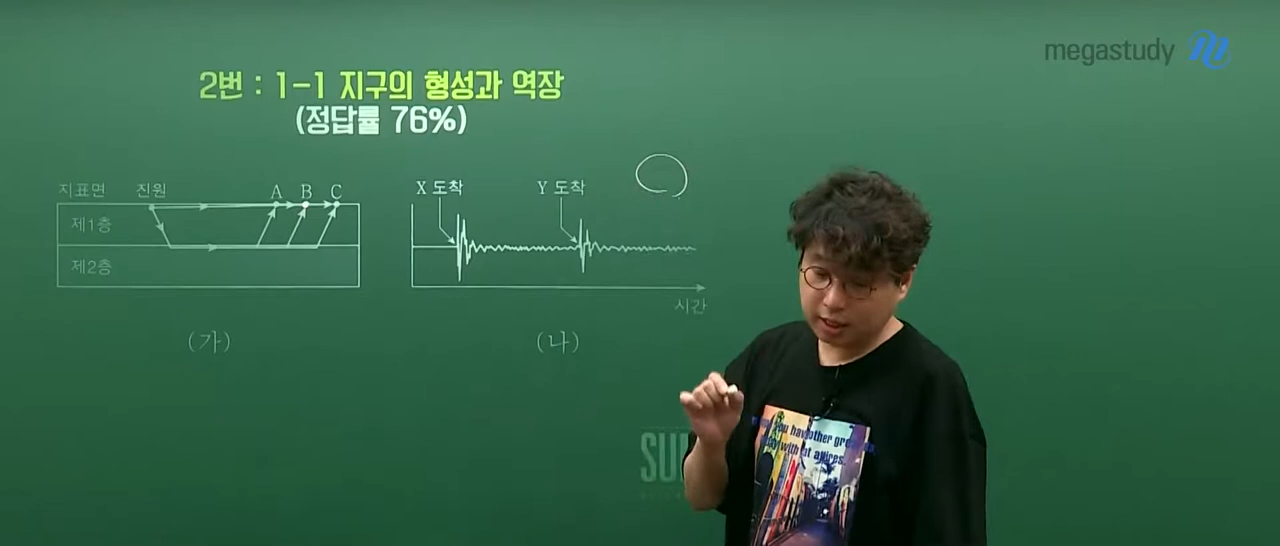 megastudy
2번 : 1-1 지구의 형성과 역장
(정답률 76%)
지표면 진원 A B C
제1층
제2층
(가)
X 도착 Y 도착
시간
(나)